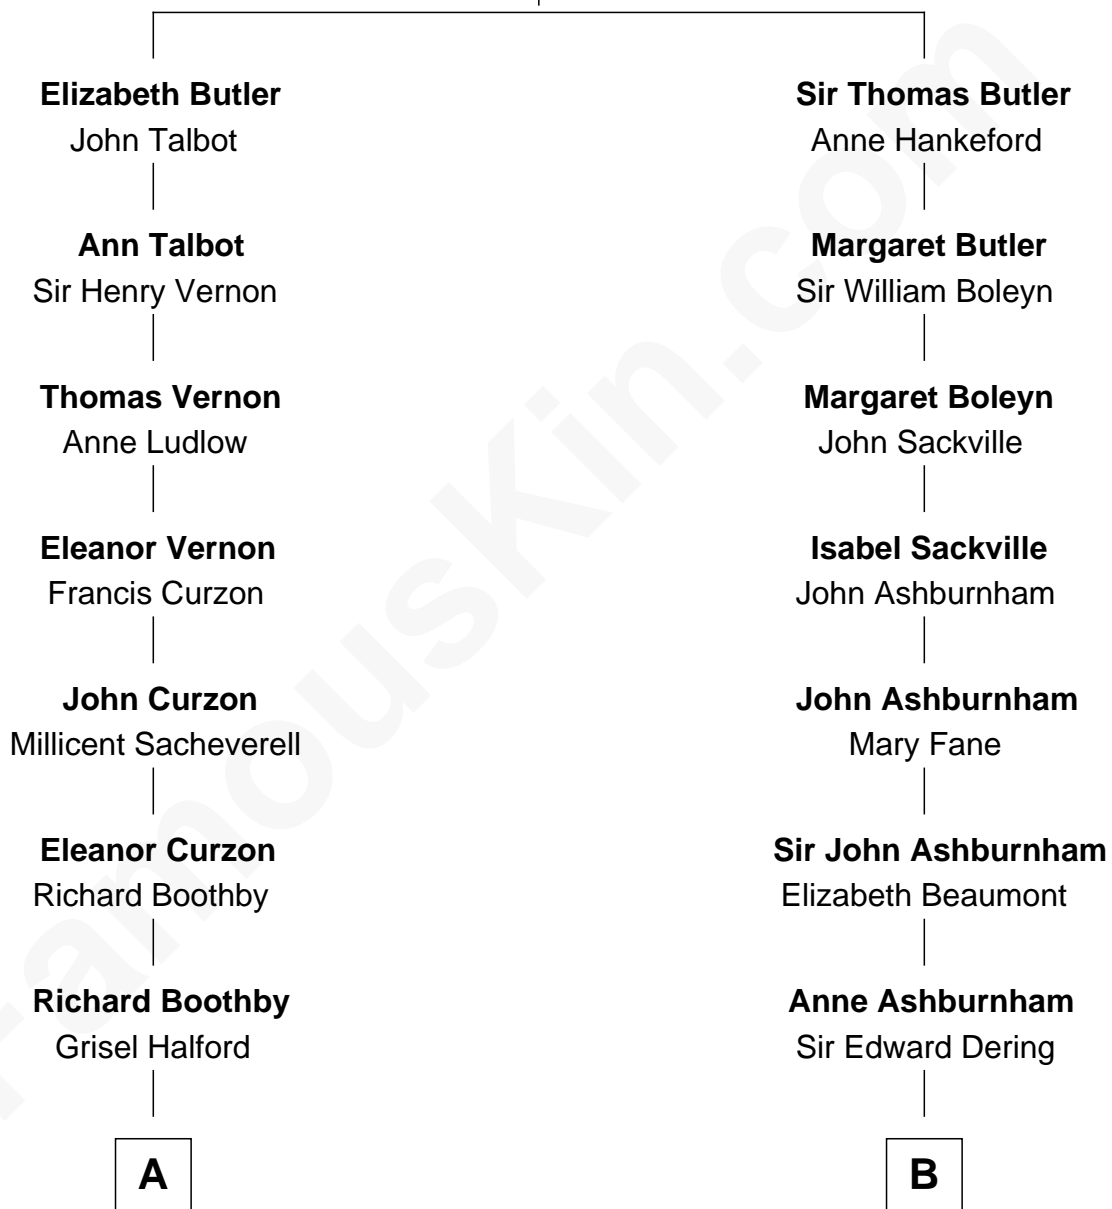 Elizabeth Butler
John Talbot
Sir Thomas Butler
Anne Hankeford
Ann Talbot
Sir Henry Vernon
Margaret Butler
Sir William Boleyn
Thomas Vernon
Anne Ludlow
Margaret Boleyn
John Sackville
Eleanor Vernon
Francis Curzon
Isabel Sackville
John Ashburnham
John Curzon
Millicent Sacheverell
John Ashburnham
Mary Fane
Eleanor Curzon
Richard Boothby
Sir John Ashburnham
Elizabeth Beaumont
Richard Boothby
Grisel Halford
Anne Ashburnham
Sir Edward Dering
A
B
FamousKin.com